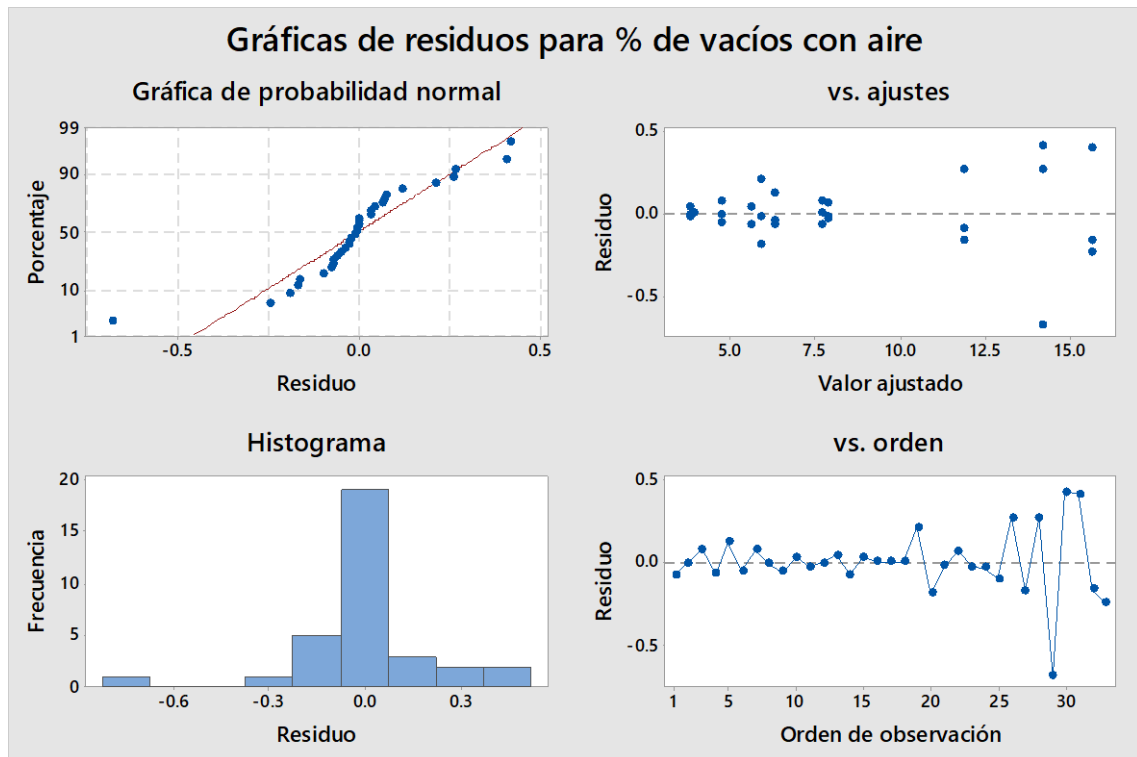 Gráficas de residuos para % de vacíos con aire
Gráfica de probabilidad normal
Porcentaje
99
90
50
10
1
-0.5
0.0
0.5
Residuo
vs. ajustes
Residuo
0.5
0.0
-0.5
5.0
7.5
10.0
12.5
15.0
Valor ajustado
Histograma
Frecuencia
20
15
10
5
0
-0.6
-0.3
0.0
0.3
Residuo
vs. orden
Residuo
0.5
0.0
-0.5
1
5
10
15
20
25
30
Orden de observación